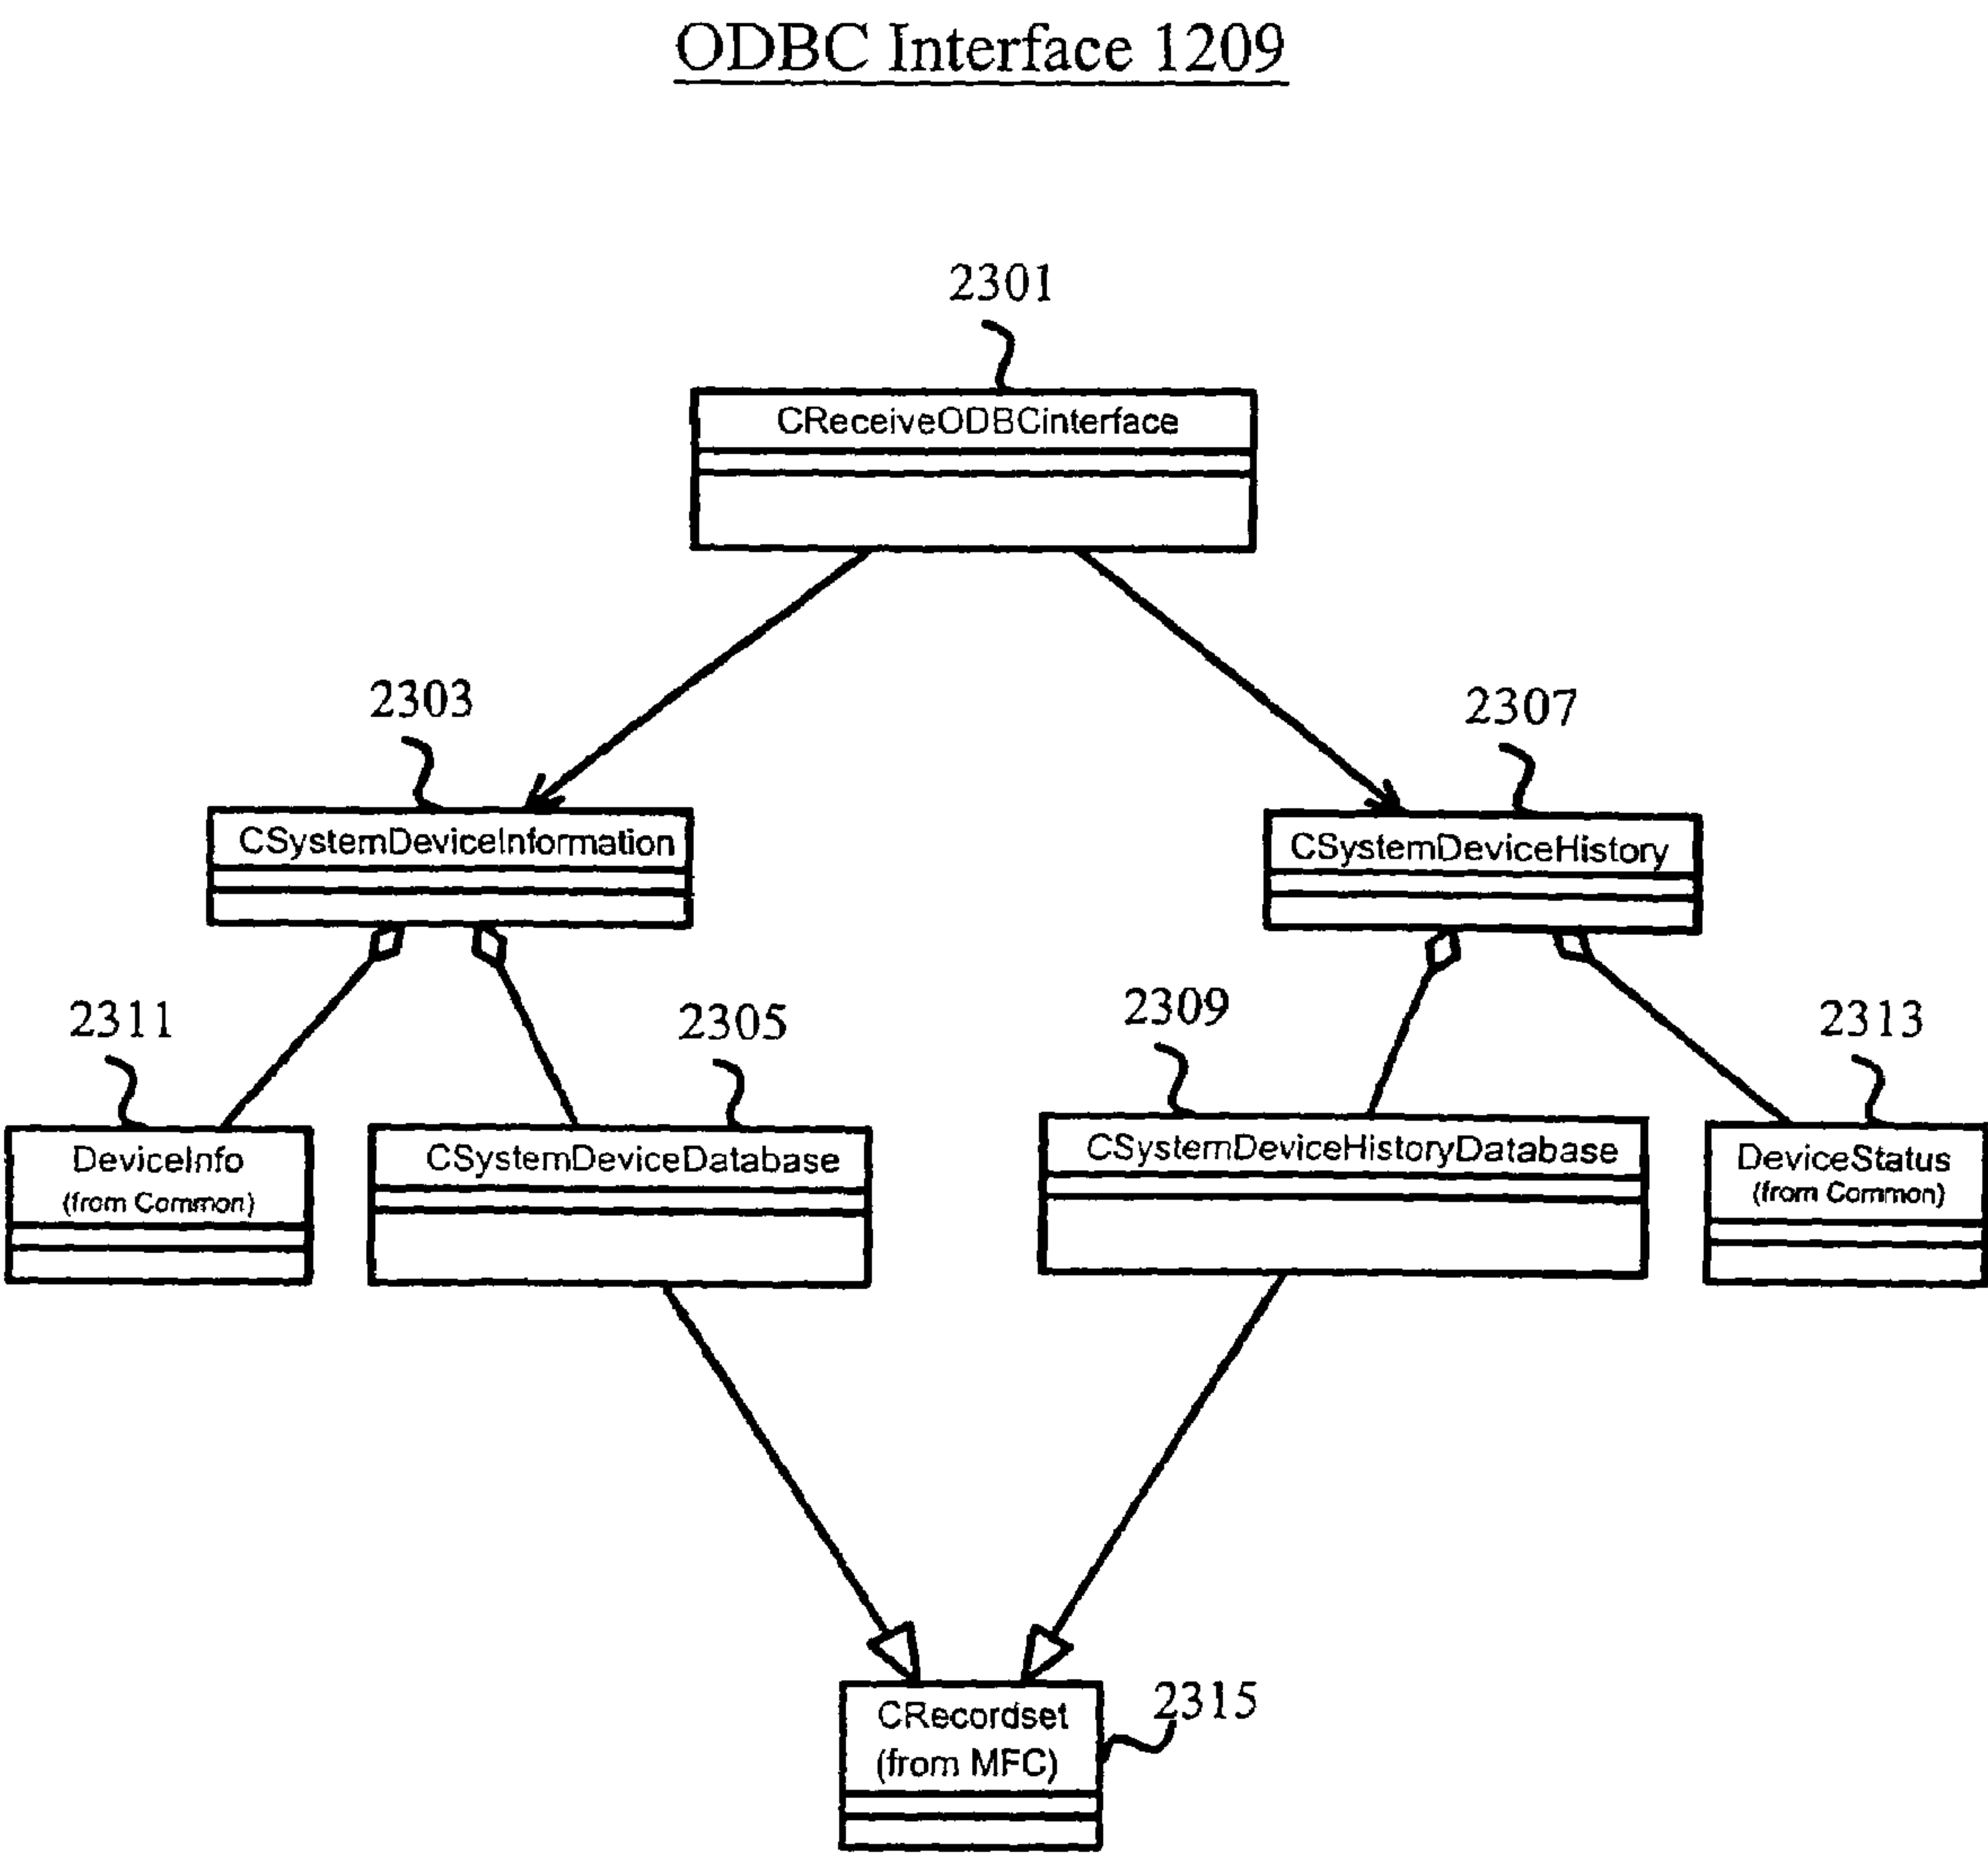 ODBC Interface 1209
2301
CReceiveODBCinterface
2303
2307
CSystemDeviceInformation
CSystemDeviceHistory
2311
2305
2309
2313
DeviceInfo
(from Common)
CSystemDeviceDatabase
CSystemDeviceHistoryDatabase
DeviceStatus
(from Common)
CRecordset
(from MFC)
2315